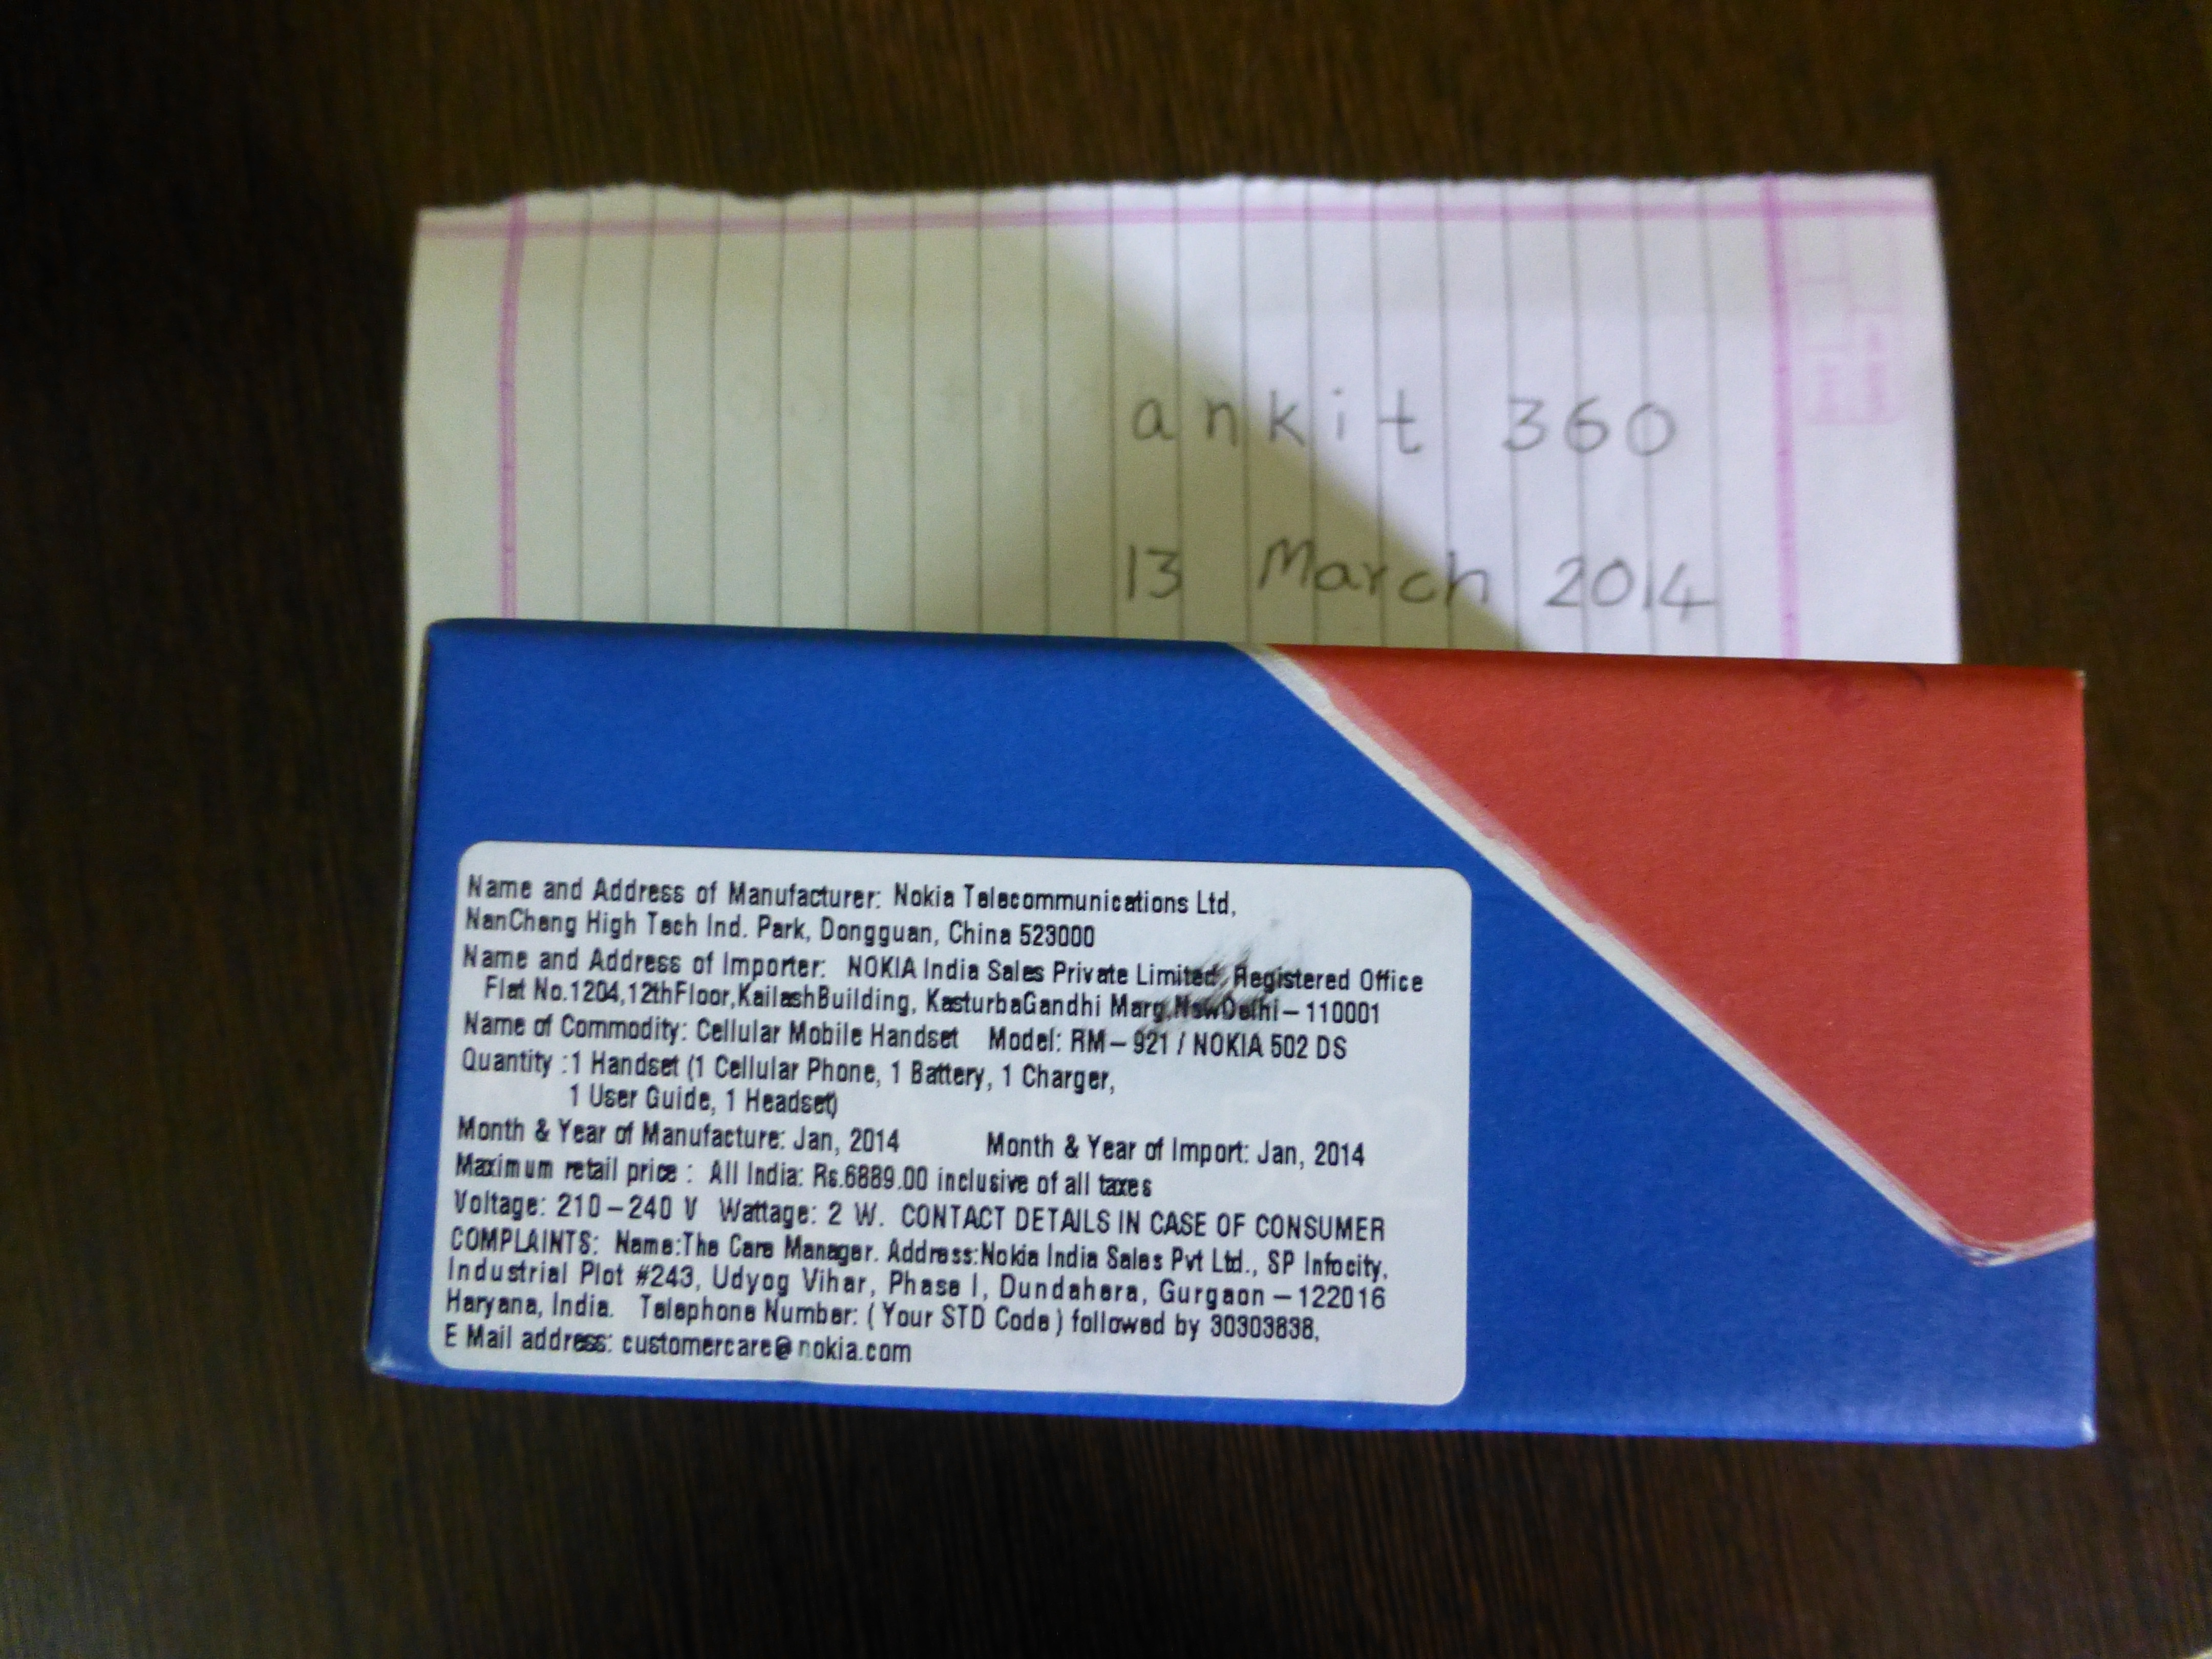 ankit 360
13 March 2014
Name and Address of Manufacturer: Nokia Telecommunications Ltd,
NanCheng High Tech Ind. Park, Dongguan, China 523000
Name and Address of Importer: NOKIA India Sales Private Limited, Registered Office
Flat No.1204,12thFloor,KailashBuilding, KasturbaGandhi Marg,NewDelhi-110001
Name of Commodity: Cellular Mobile Handset Model: RM-921 / NOKIA 502 DS
Quantity :1 Handset (1 Cellular Phone, 1 Battery, 1 Charger,
1 User Guide, 1 Headset)
Month & Year of Manufacture: Jan, 2014 Month & Year of Import: Jan, 2014
Maximum retail price : All India: Rs.6889.00 inclusive of all taxes
Voltage: 210-240 V Wattage: 2 W. CONTACT DETAILS IN CASE OF CONSUMER
COMPLAINTS: Name:The Care Manager. Address:Nokia India Sales Pvt Ltd., SP Infocity,
Industrial Plot #243, Udyog Vihar, Phase I, Dundahera, Gurgaon-122016
Haryana, India. Telephone Number: ( Your STD Code ) followed by 30303838,
E Mail address: customercare@nokia.com